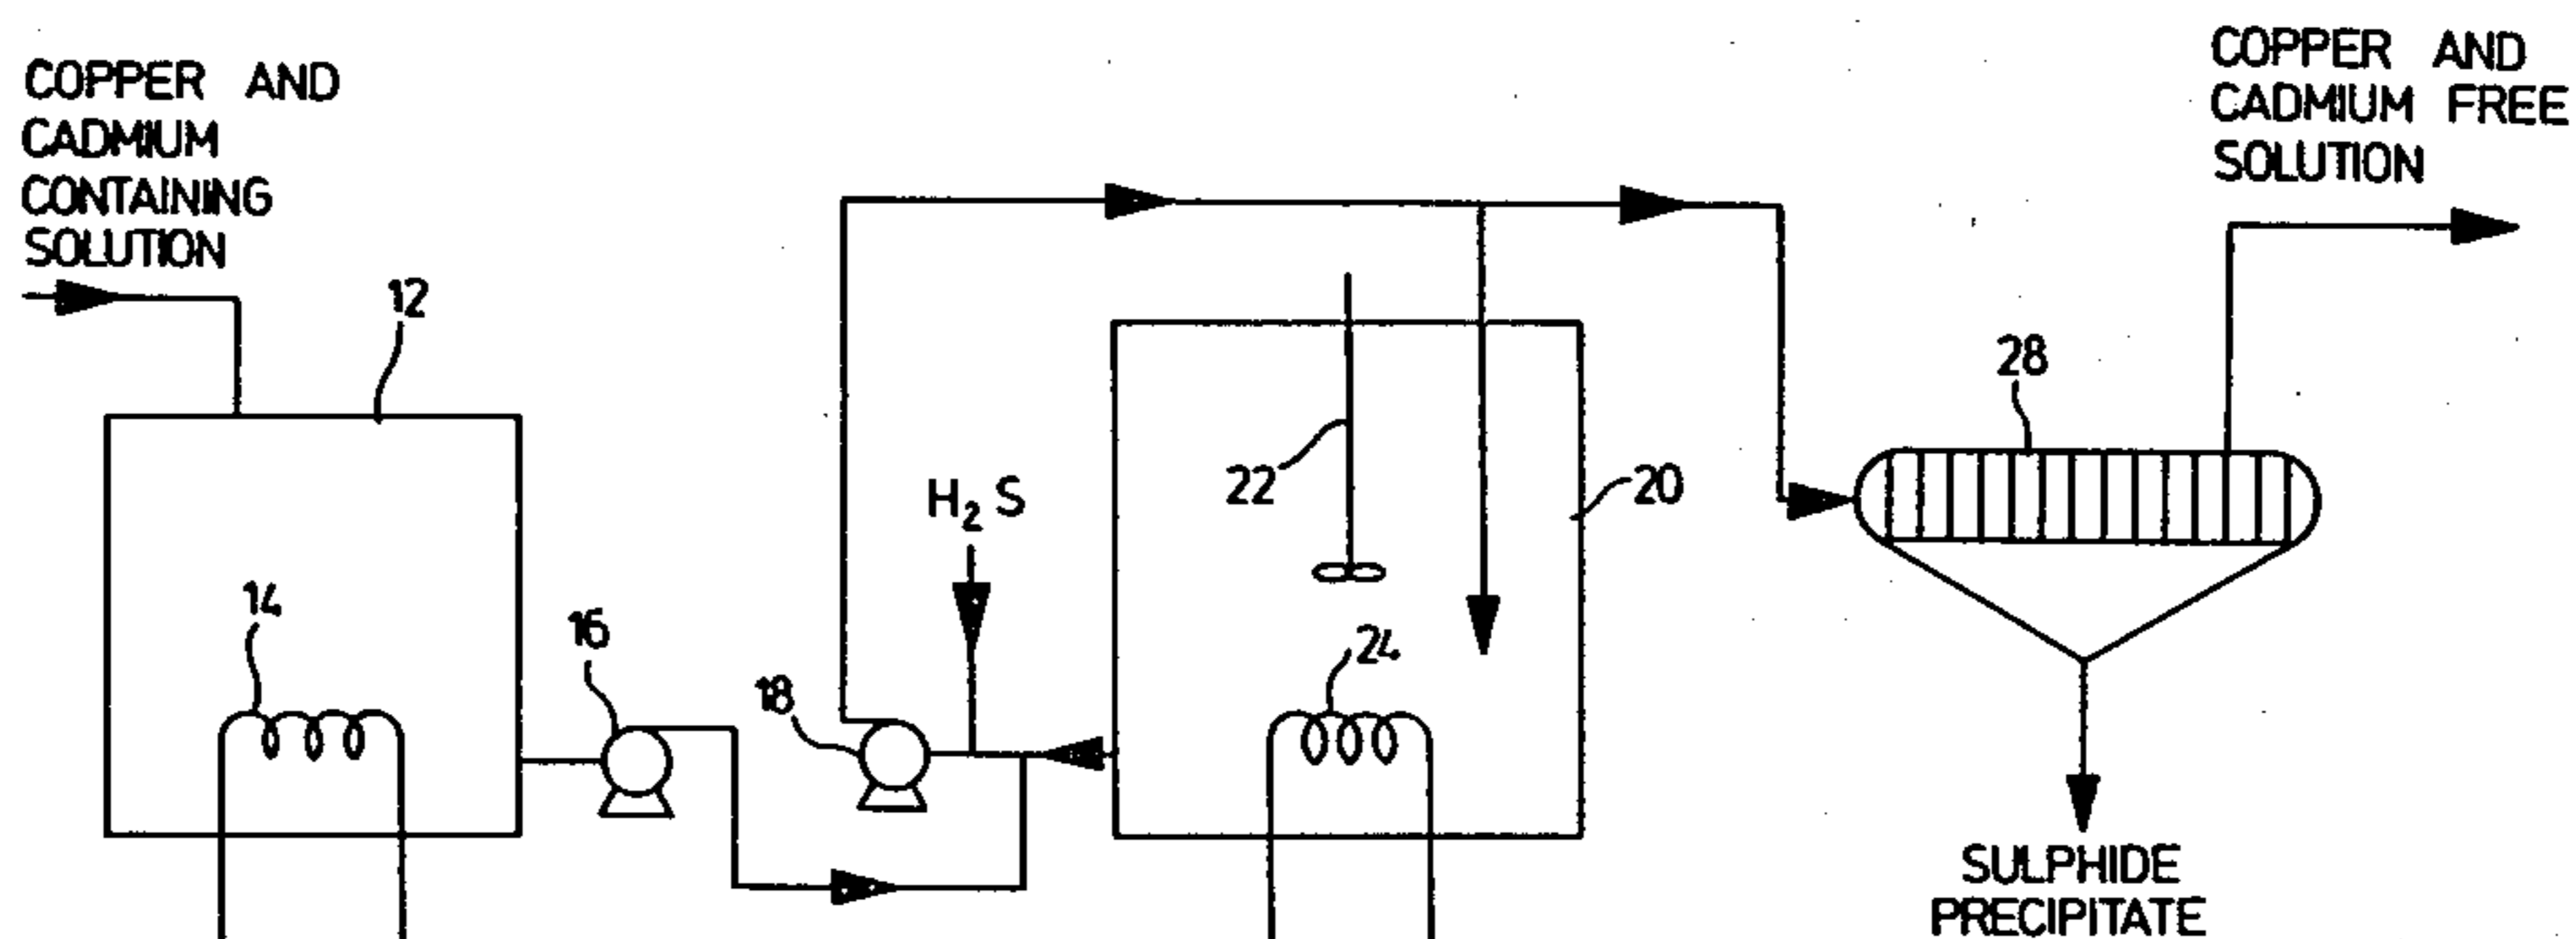 COPPER AND
CADMIUM
CONTAINING
SOLUTION
COPPER AND
CADMIUM FREE
SOLUTION
12
14
16
18
H₂ S
22
20
24
28
SULPHIDE
PRECIPITATE